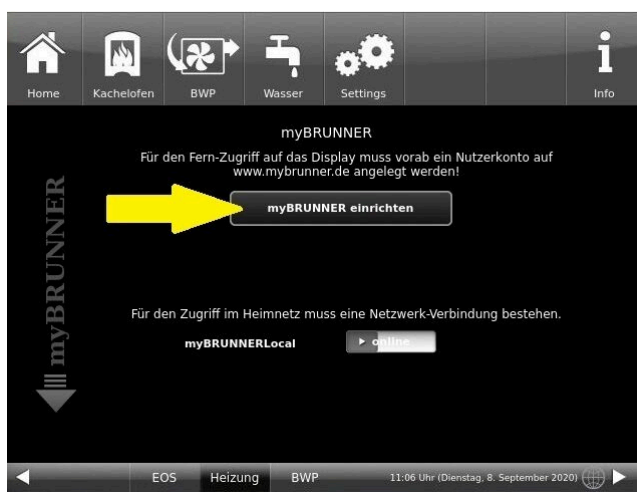 Home Kachelofen BWP Wasser Settings Info
myBRUNNER
Für den Fern-Zugriff auf das Display muss vorab ein Nutzerkonto auf
www.mybrunner.de angelegt werden!
myBRUNNER einrichten
myBRUNNER
Für den Zugriff im Heimnetz muss eine Netzwerk-Verbindung bestehen.
myBRUNNERLocal online
EOS Heizung BWP 11:06 Uhr (Dienstag, 8. September 2020)